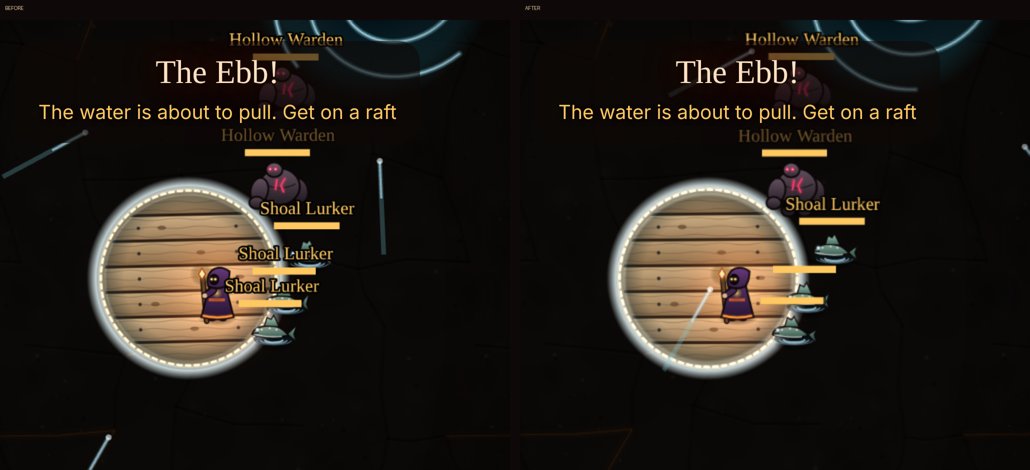 BEFORE
Hollow Warden
The Ebb!
The water is about to pull. Get on a raft
Hollow Warden
Shoal Lurker
Shoal Lurker
Shoal Lurker
AFTER
Hollow Warden
The Ebb!
The water is about to pull. Get on a raft
Hollow Warden
Shoal Lurker